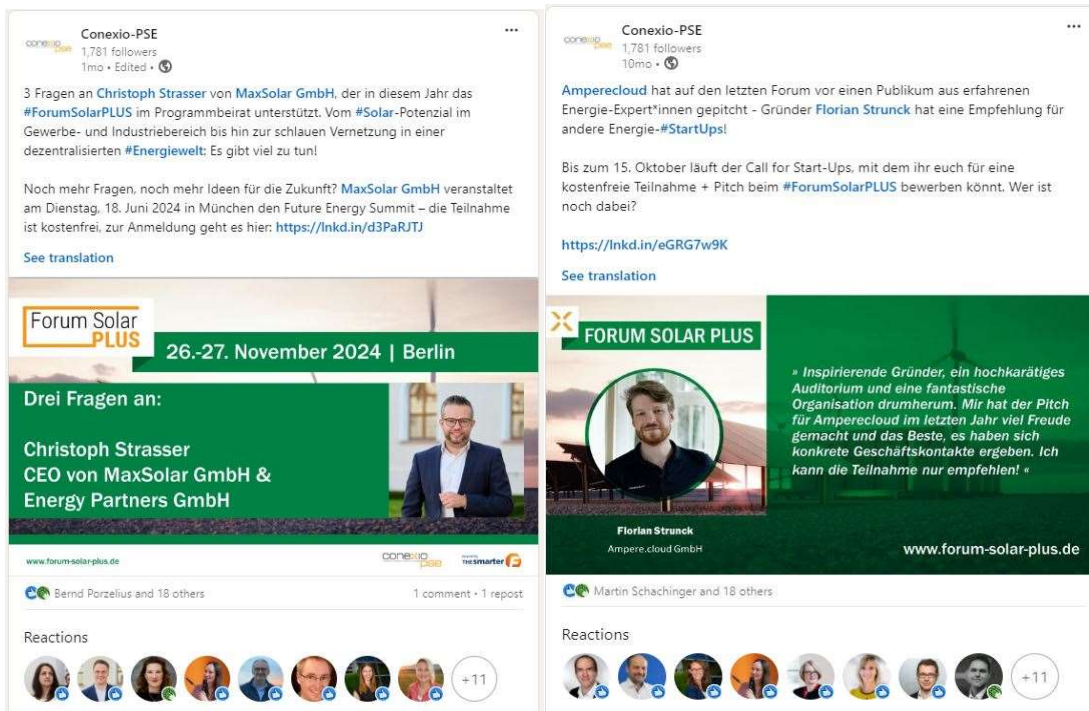 Conexio-PSE
1,781 followers
1mo • Edited •
3 Fragen an Christoph Strasser von MaxSolar GmbH, der in diesem Jahr das
#ForumSolarPLUS im Programmbeirat unterstützt. Vom #Solar-Potenzial im
Gewerbe- und Industriebereich bis hin zur schlauen Vernetzung in einer
dezentralisierten #Energiewelt: Es gibt viel zu tun!
Noch mehr Fragen, noch mehr Ideen für die Zukunft? MaxSolar GmbH veranstaltet
am Dienstag, 18. Juni 2024 in München den Future Energy Summit – die Teilnahme
ist kostenfrei, zur Anmeldung geht es hier: https://lnkd.in/d3PaRJTJ
See translation
Forum Solar
PLUS
26.-27. November 2024 | Berlin
Drei Fragen an:
Christoph Strasser
CEO von MaxSolar GmbH &
Energy Partners GmbH
www.forum-solar-plus.de
conexio
pse
THE smarter E
Bernd Porzelius and 18 others
1 comment • 1 repost
Reactions
+11
conexio
pse
Conexio-PSE
1,781 followers
10mo •
Amperecloud hat auf den letzten Forum vor einen Publikum aus erfahrenen
Energie-Expert*innen gepitcht - Gründer Florian Strunck hat eine Empfehlung für
andere Energie-#StartUps!
Bis zum 15. Oktober läuft der Call for Start-Ups, mit dem ihr euch für eine
kostenfreie Teilnahme + Pitch beim #ForumSolarPLUS bewerben könnt. Wer ist
noch dabei?
https://lnkd.in/eGRG7w9K
See translation
FORUM SOLAR PLUS
» Inspirierende Gründer, ein hochkarätiges
Auditorium und eine fantastische
Organisation drumherum. Mir hat der Pitch
für Amperecloud im letzten Jahr viel Freude
gemacht und das Beste, es haben sich
konkrete Geschäftskontakte ergeben. Ich
kann die Teilnahme nur empfehlen! «
Florian Strunck
Ampere.cloud GmbH
www.forum-solar-plus.de
Martin Schachinger and 18 others
Reactions
+11